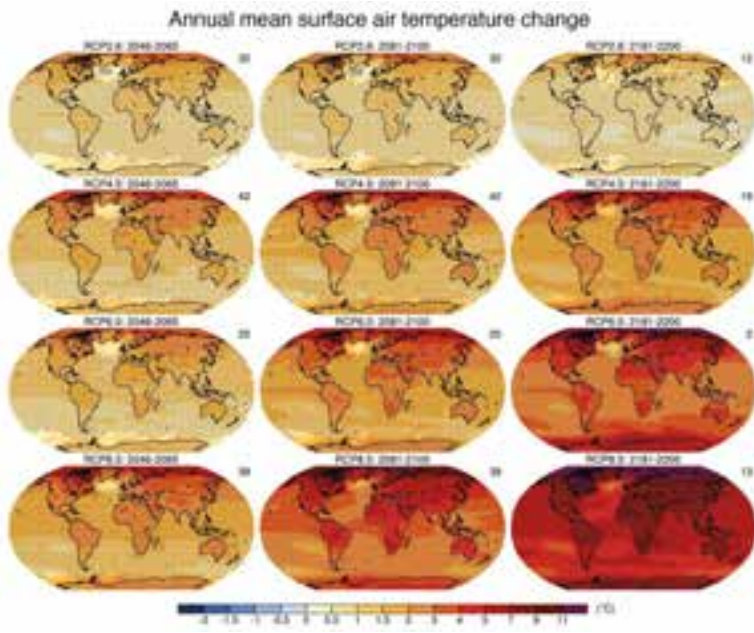 Annual mean surface air temperature change
RCP2.6: 2046-2065 RCP2.6: 2081-2100 RCP2.6: 2181-2200
32 32 12
RCP4.5: 2046-2065 RCP4.5: 2081-2100 RCP4.5: 2181-2200
42 42
RCP6.0: 2046-2065 RCP6.0: 2081-2100 RCP6.0: 2181-2200
25 25
RCP8.5: 2046-2065 RCP8.5: 2081-2100 RCP8.5: 2181-2200
39 39 12
(°C)
-2 -1.5 -1 -0.5 0 0.5 1 1.5 2 3 4 5 7 9 11